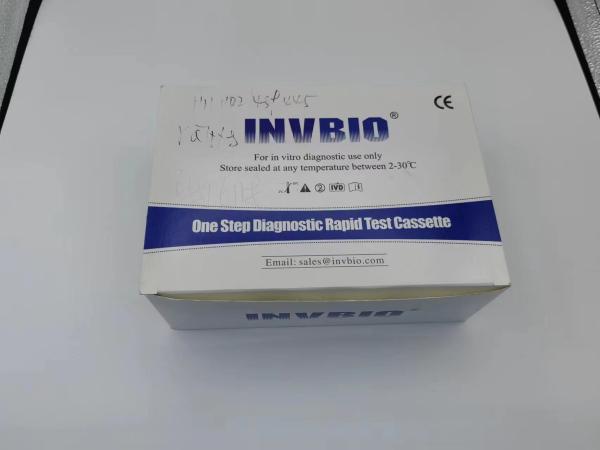 INVBIO®
CE
For in vitro diagnostic use only
Store sealed at any temperature between 2-30℃
IVD
One Step Diagnostic Rapid Test Cassette
Email: sales@invbio.com
INVBIO